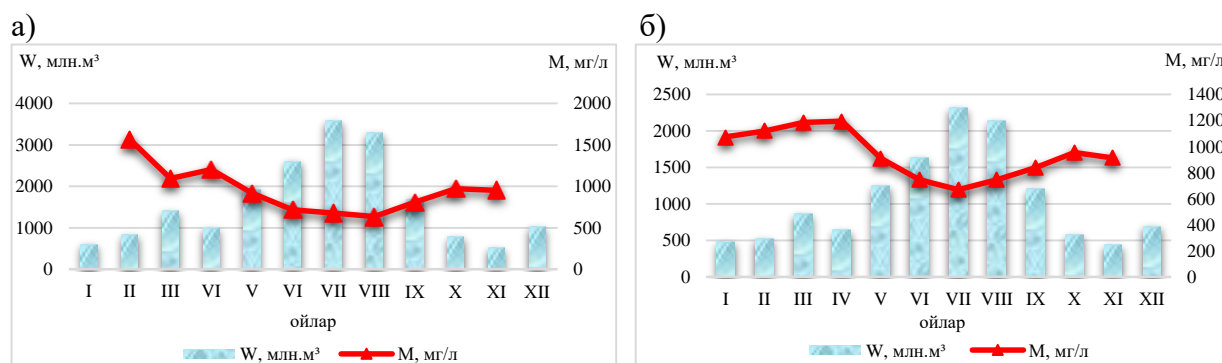 а)
W, млн.м³
М, мг/л
4000
3000
2000
1000
0
2000
1500
1000
500
0
I II III VI V VI VII VIII IX X XI XII
ойлар
W, млн.м³ М, мг/л
б)
W, млн.м³
М, мг/л
2500
2000
1500
1000
500
0
1400
1200
1000
800
600
400
200
0
I II III IV V VI VII VIII IX X XI XII
ойлар
W, млн.м³ М, мг/л